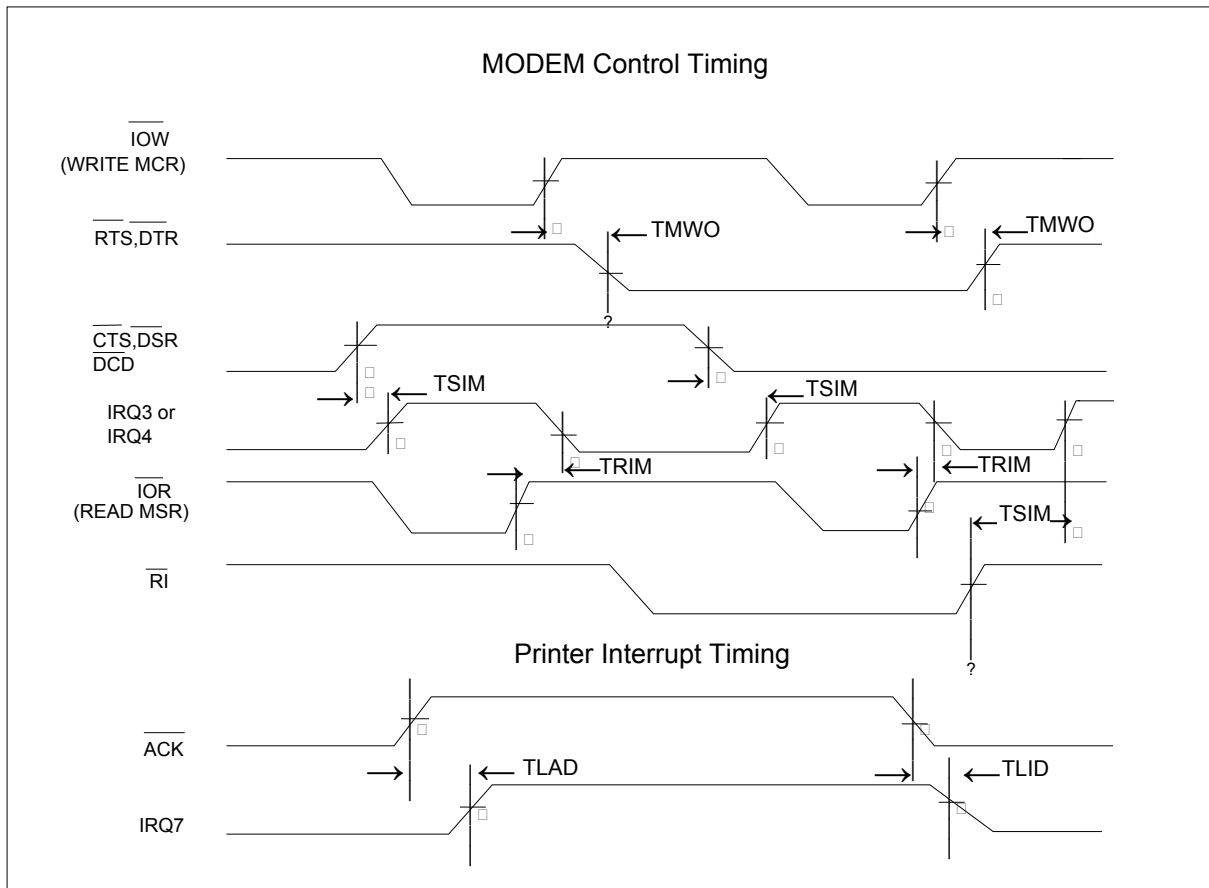 MODEM Control Timing
IOW
(WRITE MCR)
RTS,DTR
TMWO
TMWO
?
CTS,DSR
DCD
TSIM
TSIM
IRQ3 or
IRQ4
TRIM
TRIM
IOR
(READ MSR)
TSIM
RI
?
Printer Interrupt Timing
ACK
TLAD
TLID
IRQ7